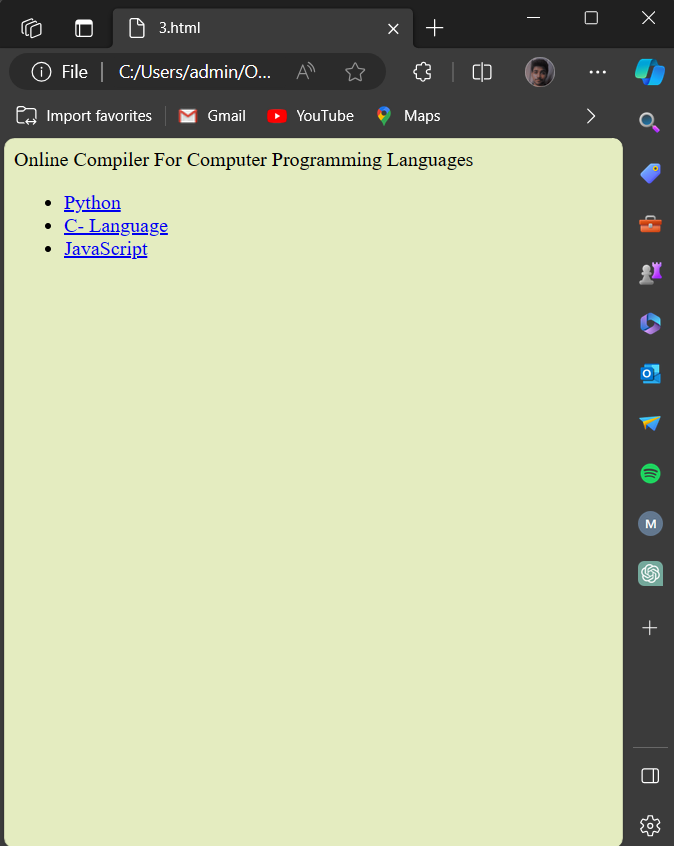 3.html
File
C:/Users/admin/O...
Import favorites
Gmail
YouTube
Maps
Online Compiler For Computer Programming Languages
Python
C- Language
JavaScript
M